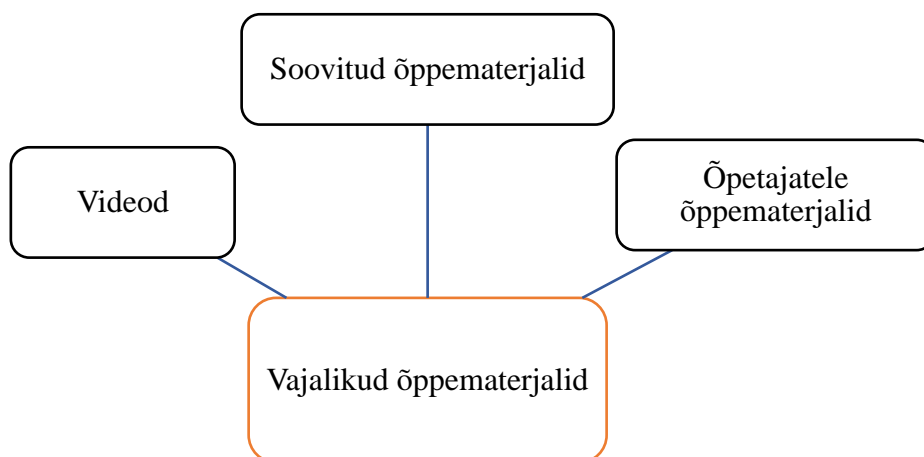 Soovitud õppematerjalid
Videod
Õpetajatele
õppematerjalid
Vajalikud õppematerjalid